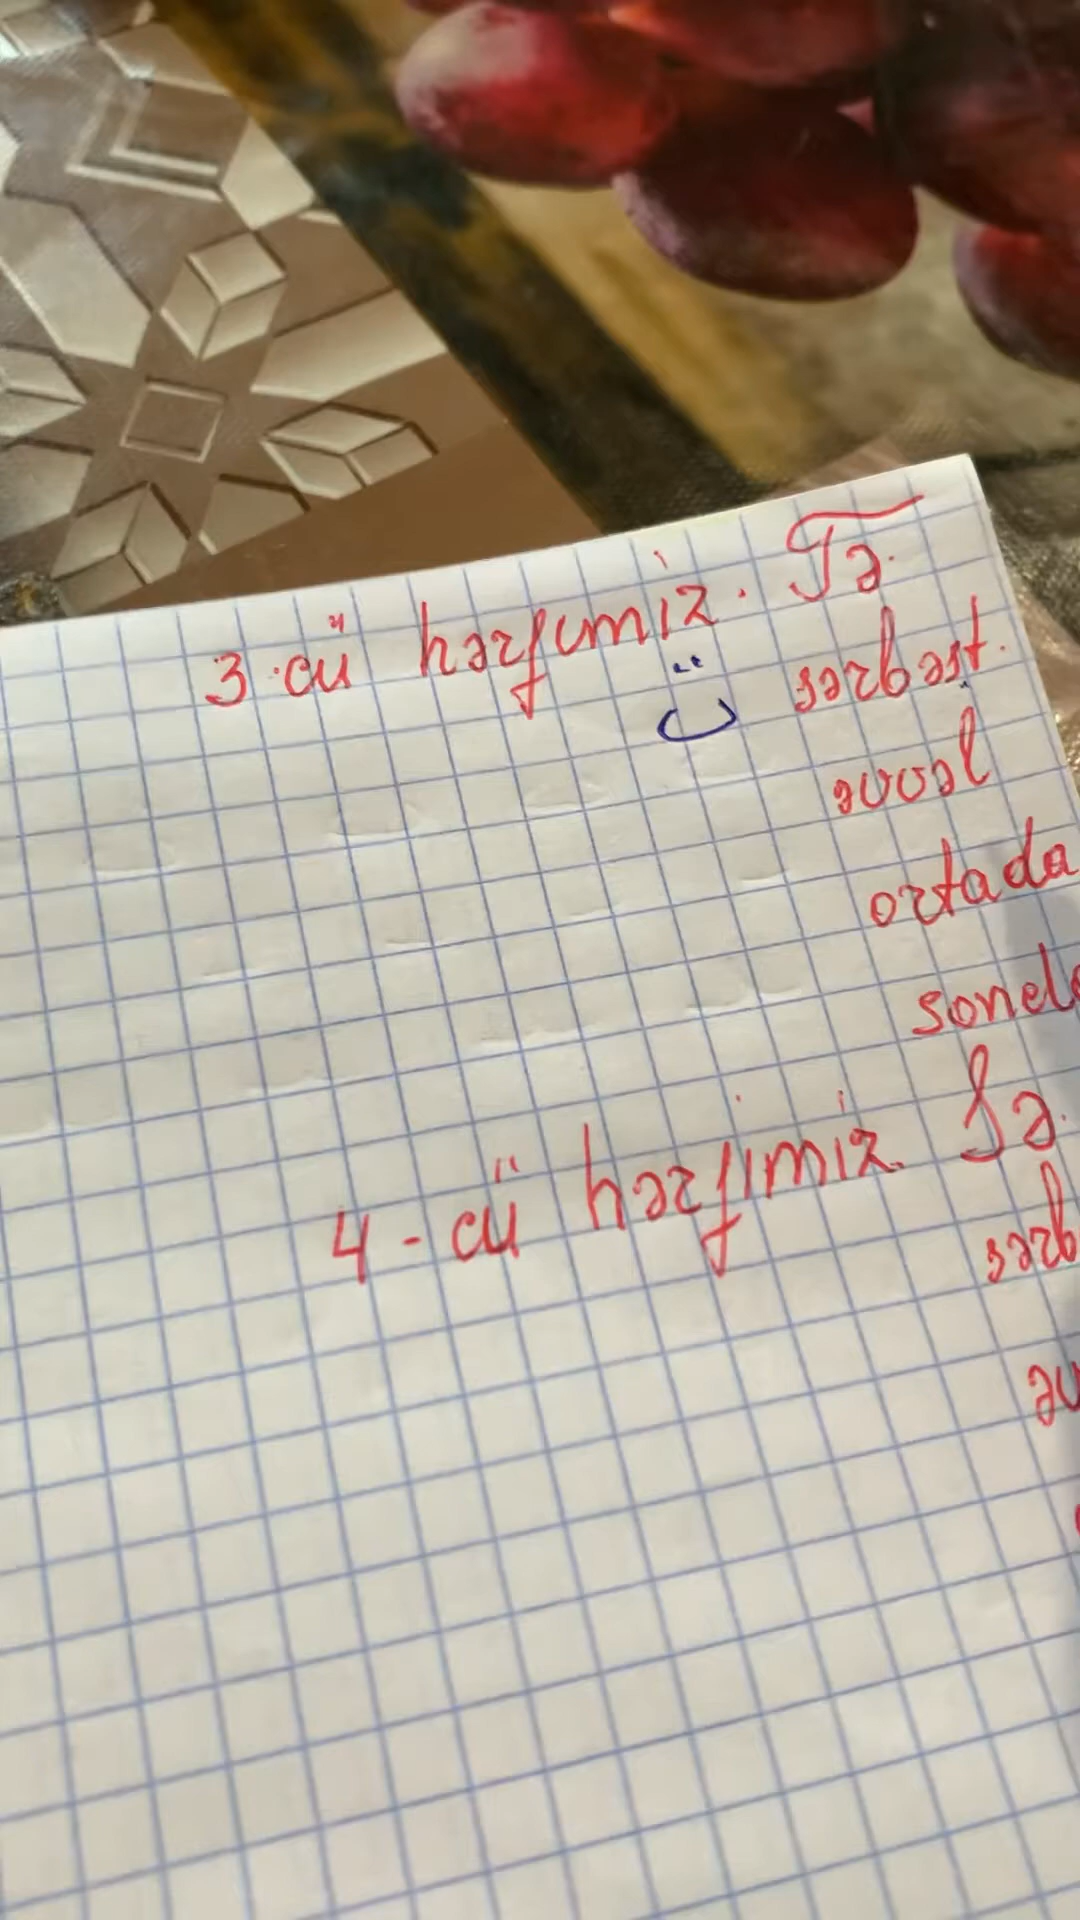 3-cü hərfimiz. Tə.
ت sərbəst.
əvvəl
ortada
sonda
4-cü hərfimiz Sə.